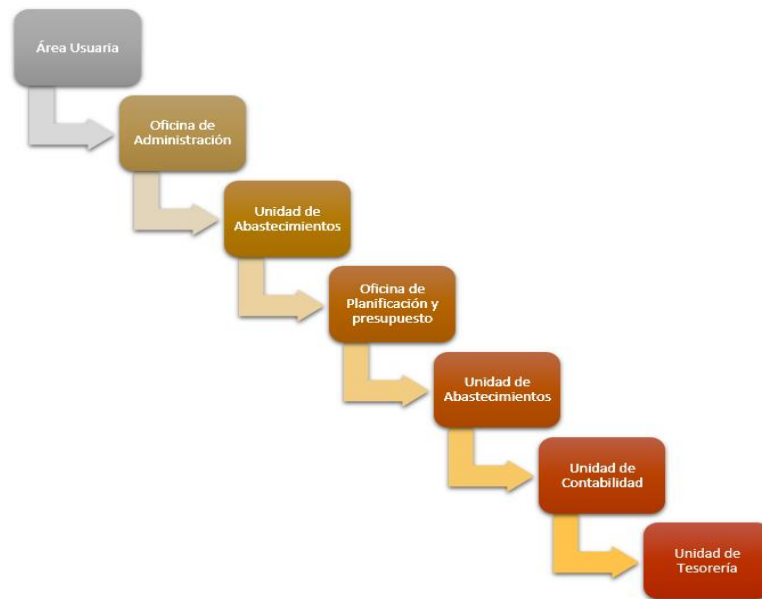 Área Usuaria
Oficina de
Administración
Unidad de
Abastecimientos
Oficina de
Planificación y
presupuesto
Unidad de
Abastecimientos
Unidad de
Contabilidad
Unidad de
Tesorería